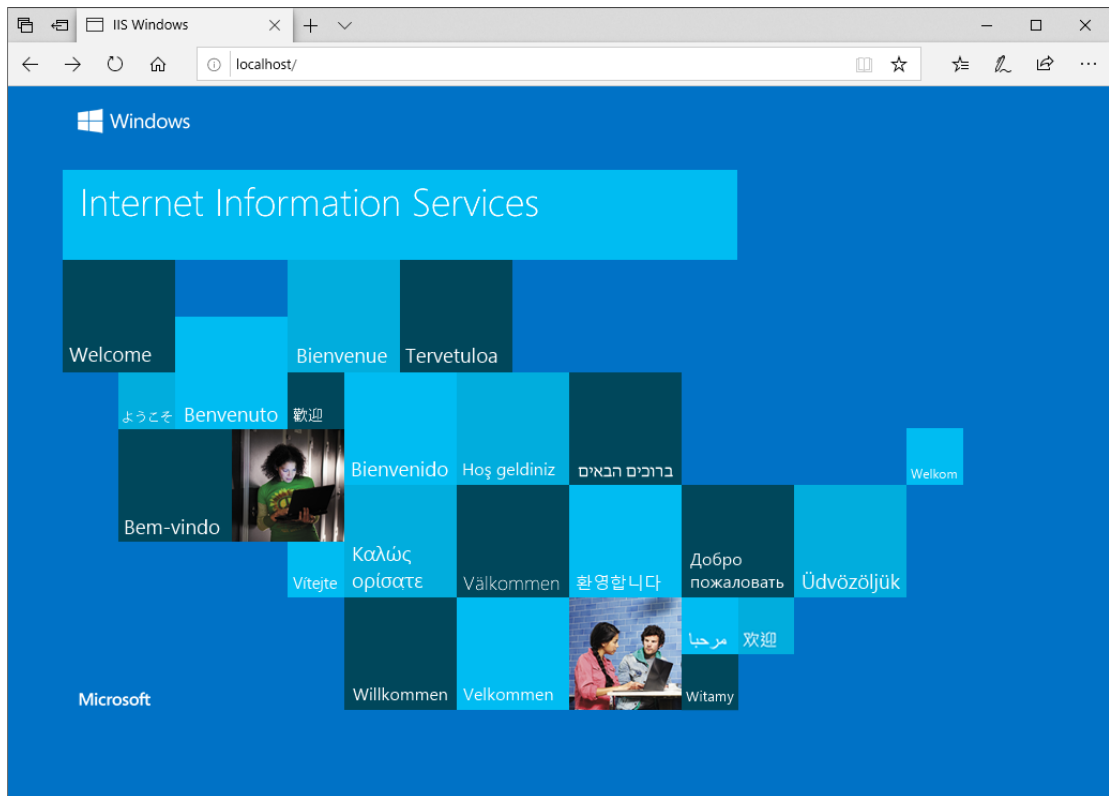 IIS Windows
localhost/
Windows
Internet Information Services
Welcome
Bienvenue
Tervetuloa
ようこそ
Benvenuto
歡迎
Bienvenido
Hoş geldiniz
ברוכים הבאים
Welkom
Bem-vindo
Vítejte
Καλώς
ορίσατε
Välkommen
환영합니다
Добро
пожаловать
Üdvözöljük
مرحبا
欢迎
Willkommen
Velkommen
Witamy
Microsoft